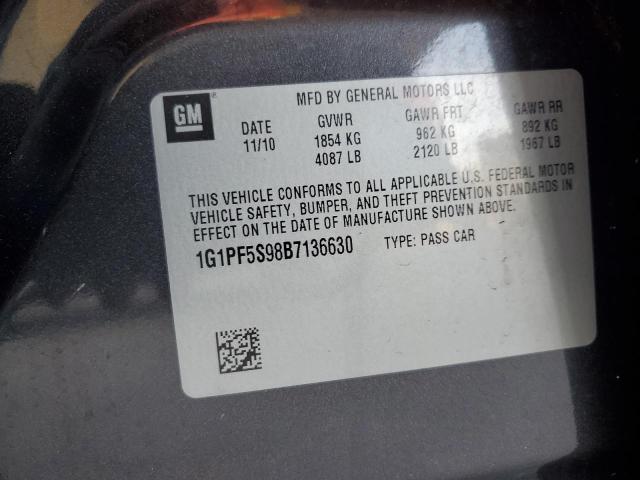 GM
MFD BY GENERAL MOTORS LLC
DATE GVWR GAWR FRT GAWR RR
11/10 1854 KG 962 KG 892 KG
4087 LB 2120 LB 1967 LB
THIS VEHICLE CONFORMS TO ALL APPLICABLE U.S. FEDERAL MOTOR
VEHICLE SAFETY, BUMPER, AND THEFT PREVENTION STANDARDS IN
EFFECT ON THE DATE OF MANUFACTURE SHOWN ABOVE.
1G1PF5S98B7136630 TYPE: PASS CAR